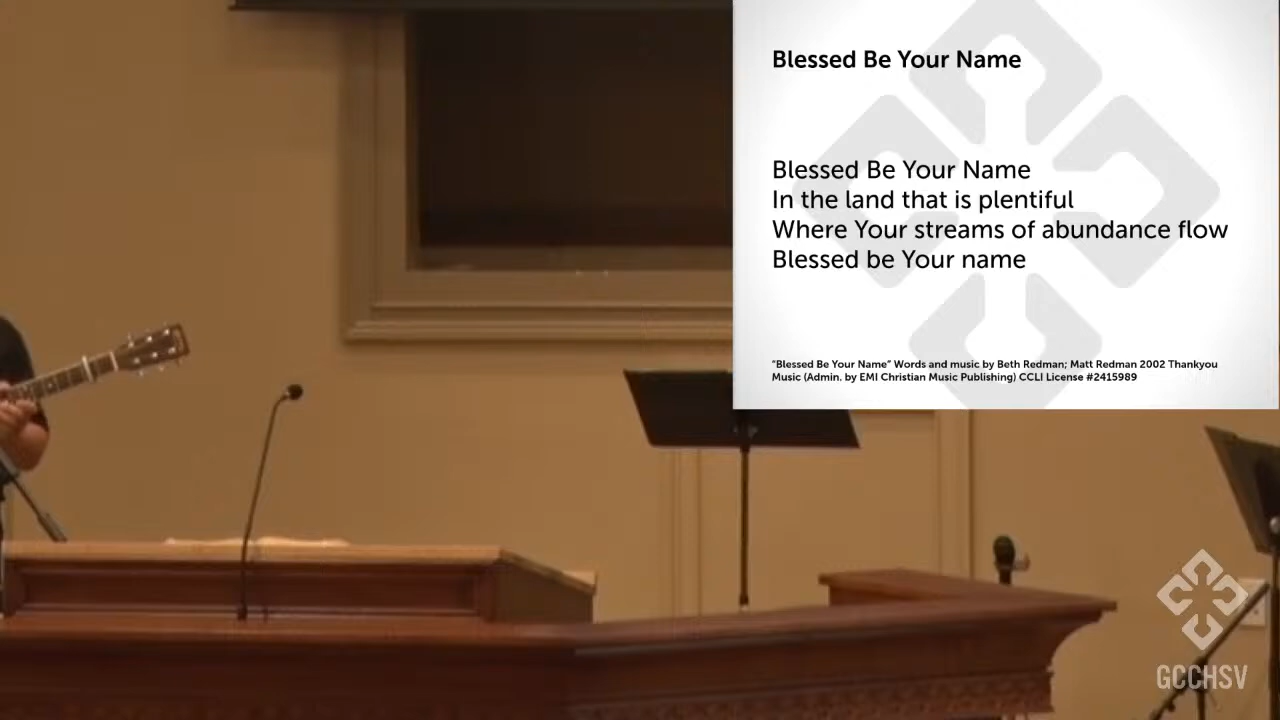 Blessed Be Your Name
Blessed Be Your Name
In the land that is plentiful
Where Your streams of abundance flow
Blessed be Your name
“Blessed Be Your Name” Words and music by Beth Redman; Matt Redman 2002 Thankyou
Music (Admin. by EMI Christian Music Publishing) CCLI License #2415989
GCCHSV